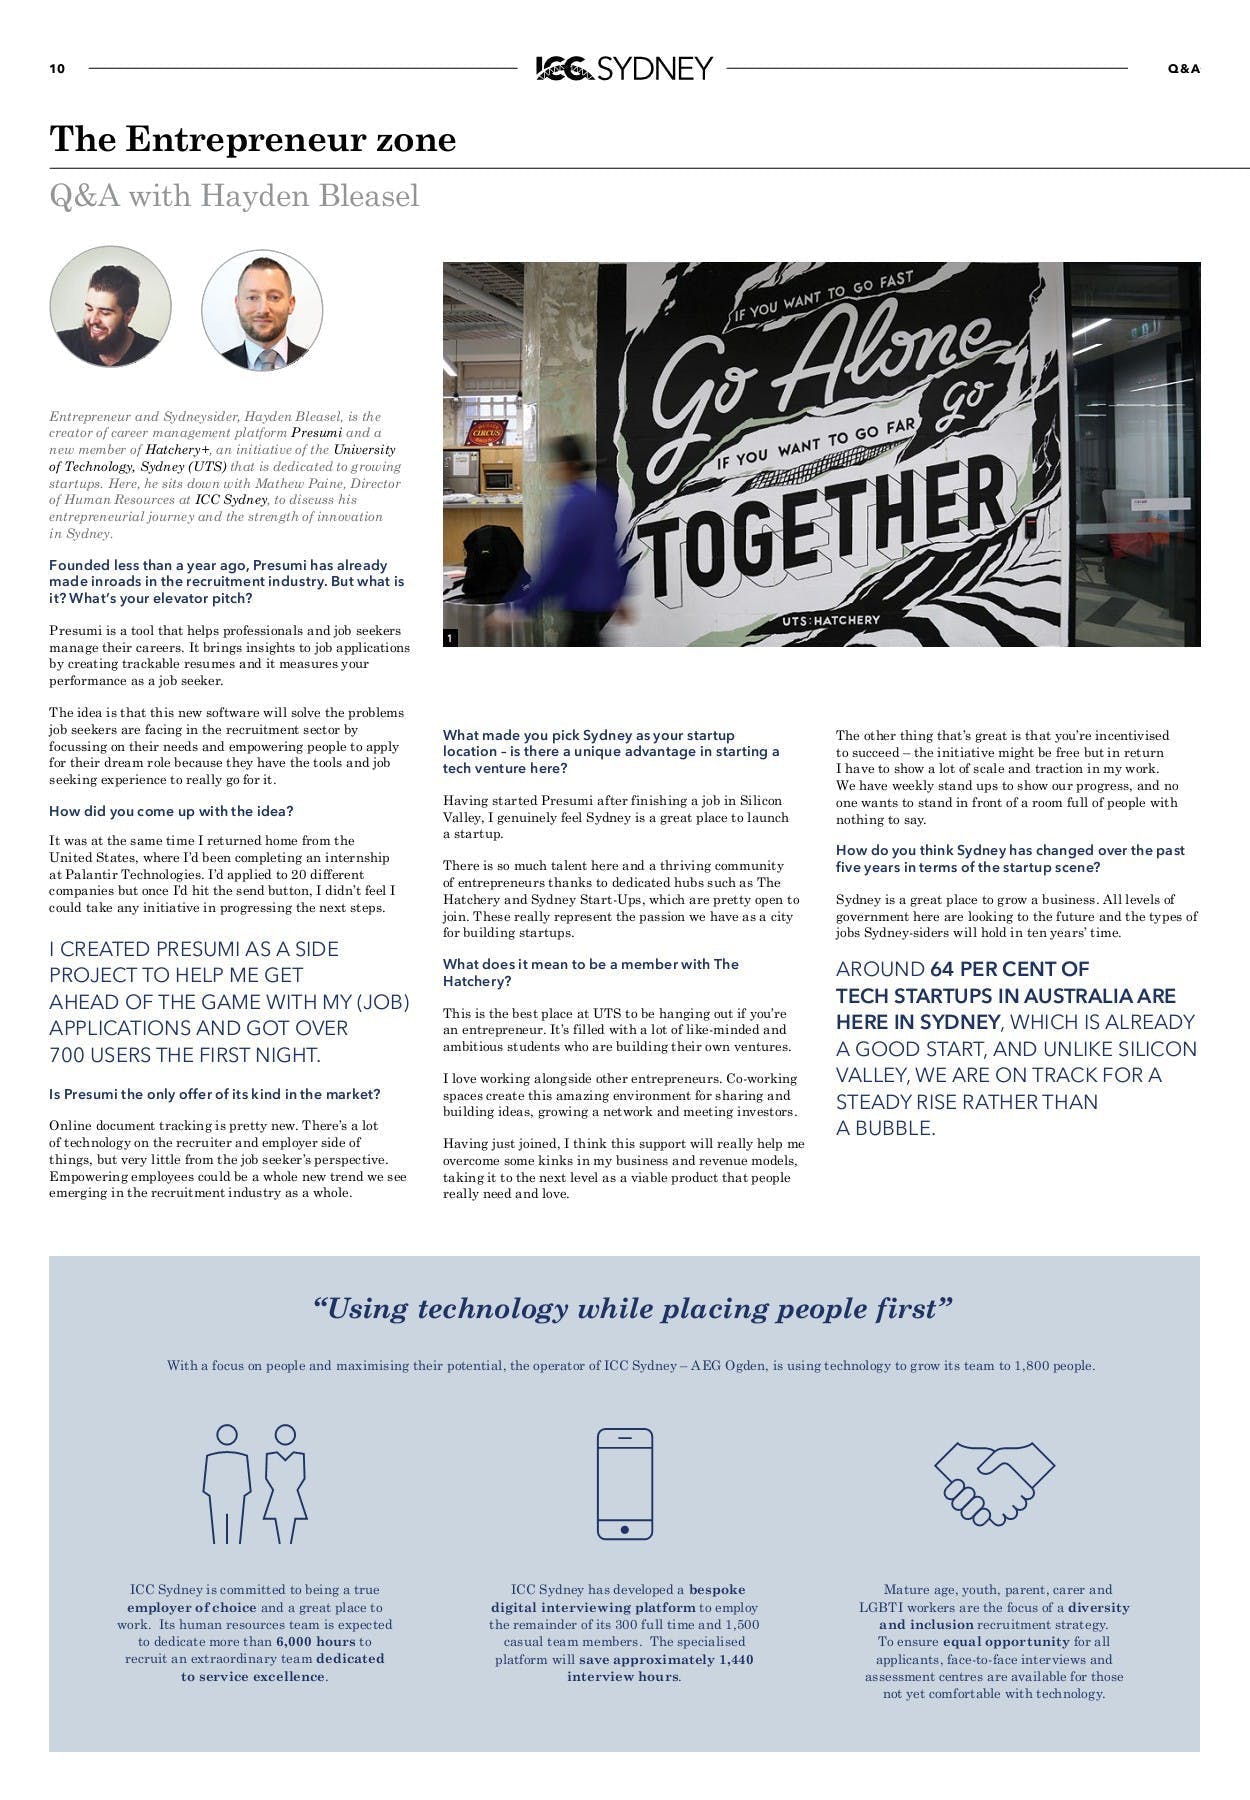 10
ICC SYDNEY
Q&A
The Entrepreneur zone
Q&A with Hayden Bleasel
Entrepreneur and Sydneysider, Hayden Bleasel, is the
creator of career management platform Presumi and a
new member of Hatchery+, an initiative of the University
of Technology, Sydney (UTS) that is dedicated to growing
startups. Here, he sits down with Mathew Paine, Director
of Human Resources at ICC Sydney, to discuss his
entrepreneurial journey and the strength of innovation
in Sydney.
Founded less than a year ago, Presumi has already
made inroads in the recruitment industry. But what is
it? What's your elevator pitch?
Presumi is a tool that helps professionals and job seekers
manage their careers. It brings insights to job applications
by creating trackable resumes and it measures your
performance as a job seeker.
The idea is that this new software will solve the problems
job seekers are facing in the recruitment sector by
focussing on their needs and empowering people to apply
for their dream role because they have the tools and job
seeking experience to really go for it.
How did you come up with the idea?
It was at the same time I returned home from the
United States, where I'd been completing an internship
at Palantir Technologies. I'd applied to 20 different
companies but once I'd hit the send button, I didn't feel I
could take any initiative in progressing the next steps.
I CREATED PRESUMI AS A SIDE
PROJECT TO HELP ME GET
AHEAD OF THE GAME WITH MY (JOB)
APPLICATIONS AND GOT OVER
700 USERS THE FIRST NIGHT.
Is Presumi the only offer of its kind in the market?
Online document tracking is pretty new. There's a lot
of technology on the recruiter and employer side of
things, but very little from the job seeker's perspective.
Empowering employees could be a whole new trend we see
emerging in the recruitment industry as a whole.
IF YOU WANT TO GO FAST
Go Alone
IF YOU WANT TO GO FAR
Go
TOGETHER
UTS:HATCHERY
CIRCUS
1
What made you pick Sydney as your startup
location – is there a unique advantage in starting a
tech venture here?
Having started Presumi after finishing a job in Silicon
Valley, I genuinely feel Sydney is a great place to launch
a startup.
There is so much talent here and a thriving community
of entrepreneurs thanks to dedicated hubs such as The
Hatchery and Sydney Start-Ups, which are pretty open to
join. These really represent the passion we have as a city
for building startups.
What does it mean to be a member with The
Hatchery?
This is the best place at UTS to be hanging out if you're
an entrepreneur. It's filled with a lot of like-minded and
ambitious students who are building their own ventures.
I love working alongside other entrepreneurs. Co-working
spaces create this amazing environment for sharing and
building ideas, growing a network and meeting investors.
Having just joined, I think this support will really help me
overcome some kinks in my business and revenue models,
taking it to the next level as a viable product that people
really need and love.
The other thing that's great is that you're incentivised
to succeed – the initiative might be free but in return
I have to show a lot of scale and traction in my work.
We have weekly stand ups to show our progress, and no
one wants to stand in front of a room full of people with
nothing to say.
How do you think Sydney has changed over the past
five years in terms of the startup scene?
Sydney is a great place to grow a business. All levels of
government here are looking to the future and the types of
jobs Sydney-siders will hold in ten years' time.
AROUND 64 PER CENT OF
TECH STARTUPS IN AUSTRALIA ARE
HERE IN SYDNEY, WHICH IS ALREADY
A GOOD START, AND UNLIKE SILICON
VALLEY, WE ARE ON TRACK FOR A
STEADY RISE RATHER THAN
A BUBBLE.
“Using technology while placing people first”
With a focus on people and maximising their potential, the operator of ICC Sydney – AEG Ogden, is using technology to grow its team to 1,800 people.
ICC Sydney is committed to being a true
employer of choice and a great place to
work. Its human resources team is expected
to dedicate more than 6,000 hours to
recruit an extraordinary team dedicated
to service excellence.
ICC Sydney has developed a bespoke
digital interviewing platform to employ
the remainder of its 300 full time and 1,500
casual team members. The specialised
platform will save approximately 1,440
interview hours.
Mature age, youth, parent, carer and
LGBTI workers are the focus of a diversity
and inclusion recruitment strategy.
To ensure equal opportunity for all
applicants, face-to-face interviews and
assessment centres are available for those
not yet comfortable with technology.